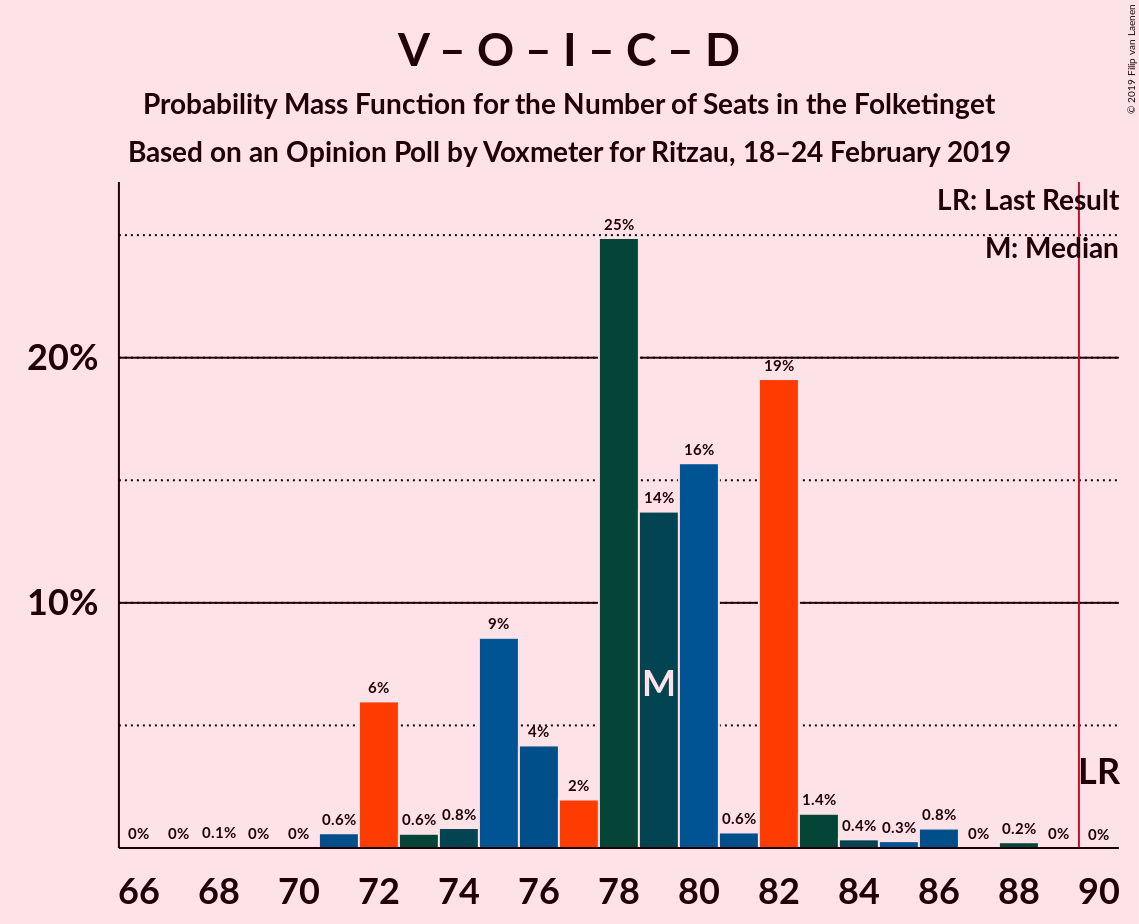 V – O – I – C – D
Probability Mass Function for the Number of Seats in the Folketinget
Based on an Opinion Poll by Voxmeter for Ritzau, 18–24 February 2019
© 2019 Filip van Laenen
LR: Last Result
M: Median
25%
20%
19%
16%
14%
10%
9%
6%
4%
M
2%
LR
0% 0% 0.1% 0% 0% 0.6% 0.6% 0.8% 0.6% 1.4% 0.4% 0.3% 0.8% 0% 0.2% 0% 0%
66 68 70 72 74 76 78 80 82 84 86 88 90